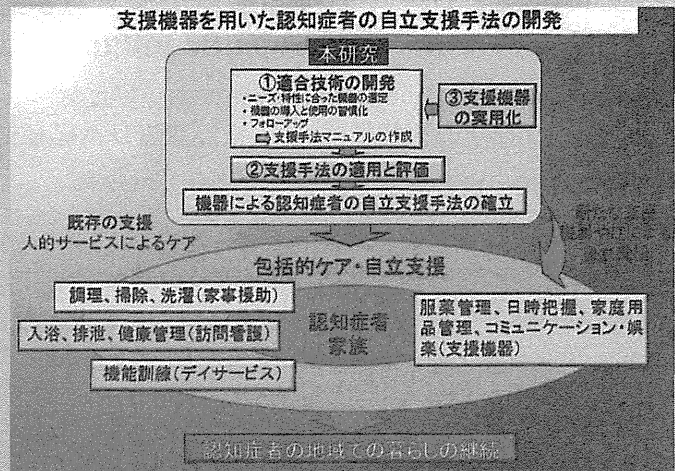 支援機器を用いた認知症者の自立支援手法の開発
本研究
①適合技術の開発
・ニーズ・特性に合った機器の選定
・機器の導入と使用の習慣化
・フォローアップ
⇨支援手法マニュアルの作成
③支援機器
の実用化
②支援手法の適用と評価
機器による認知症者の自立支援手法の確立
既存の支援
人的サービスによるケア
包括的ケア・自立支援
調理、掃除、洗濯(家事援助)
入浴、排泄、健康管理(訪問看護)
機能訓練(デイサービス)
認知症者
家族
服薬管理、日時把握、家庭用
品管理、コミュニケーション・娯
楽(支援機器)
認知症者の地域での暮らしの継続